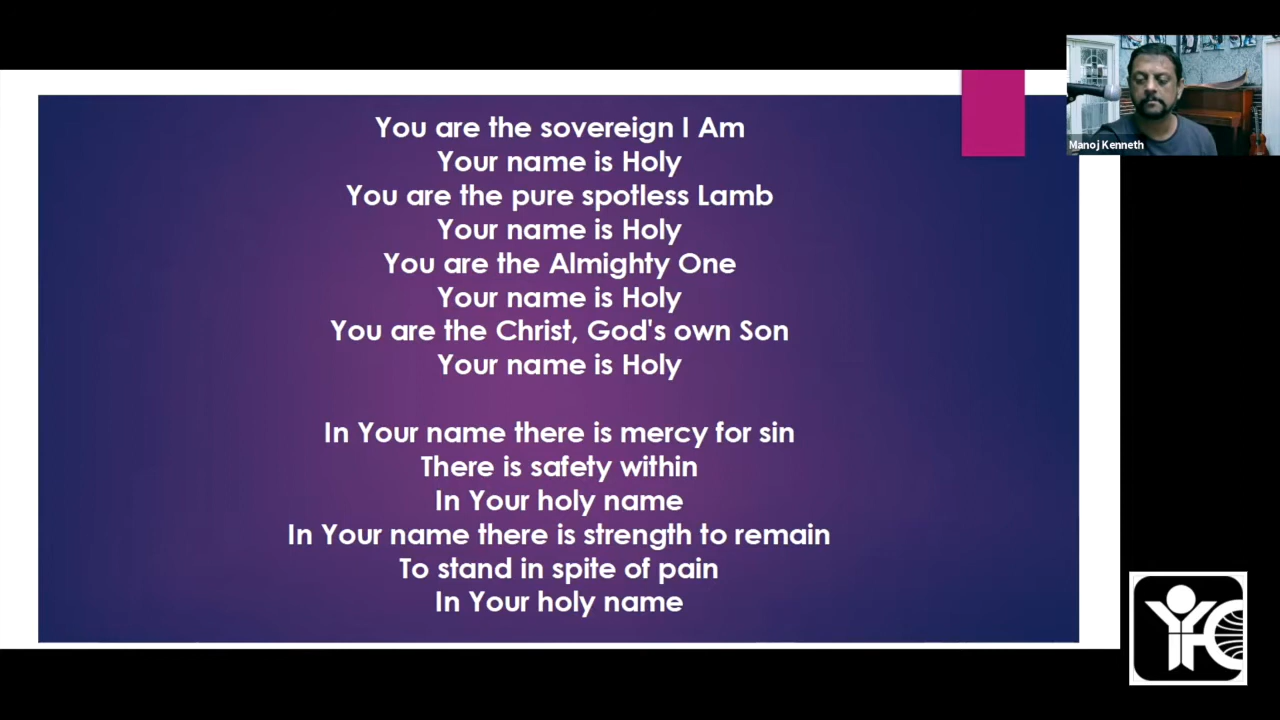 You are the sovereign I Am
Your name is Holy
You are the pure spotless Lamb
Your name is Holy
You are the Almighty One
Your name is Holy
You are the Christ, God's own Son
Your name is Holy
In Your name there is mercy for sin
There is safety within
In Your holy name
In Your name there is strength to remain
To stand in spite of pain
In Your holy name
Manoj Kenneth
YFC